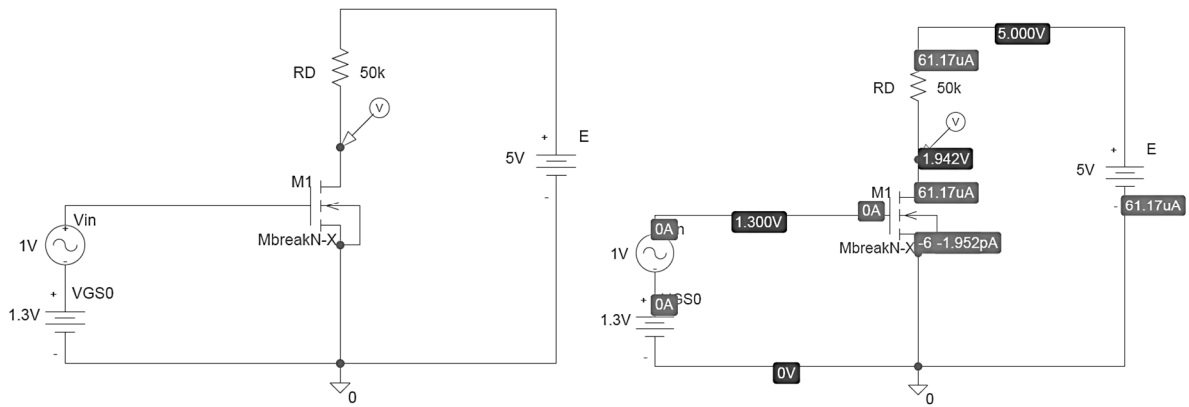 RD 50k
V
E
+
5V
-
M1
Vin
+
1V
MbreakN-X
-
VGS0
+
1.3V
-
0
5.000V
61.17uA
RD 50k
V
E
+
1.942V
5V
M1
61.17uA
-
61.17uA
0A
1.300V
0A
n
1V
MbreakN-X
-6 -1.952pA
-
+
0A
GS0
1.3V
-
0V
0